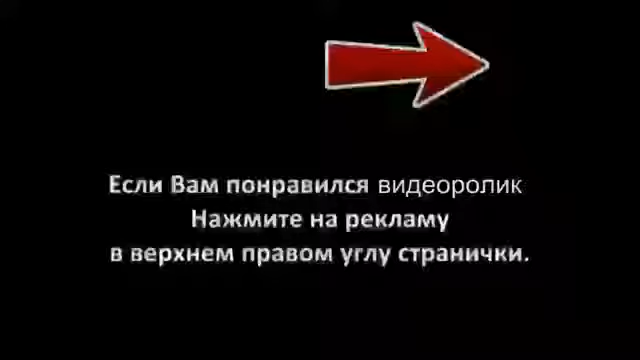 Если Вам понравился видеоролик
Нажмите на рекламу
в верхнем правом углу странички.